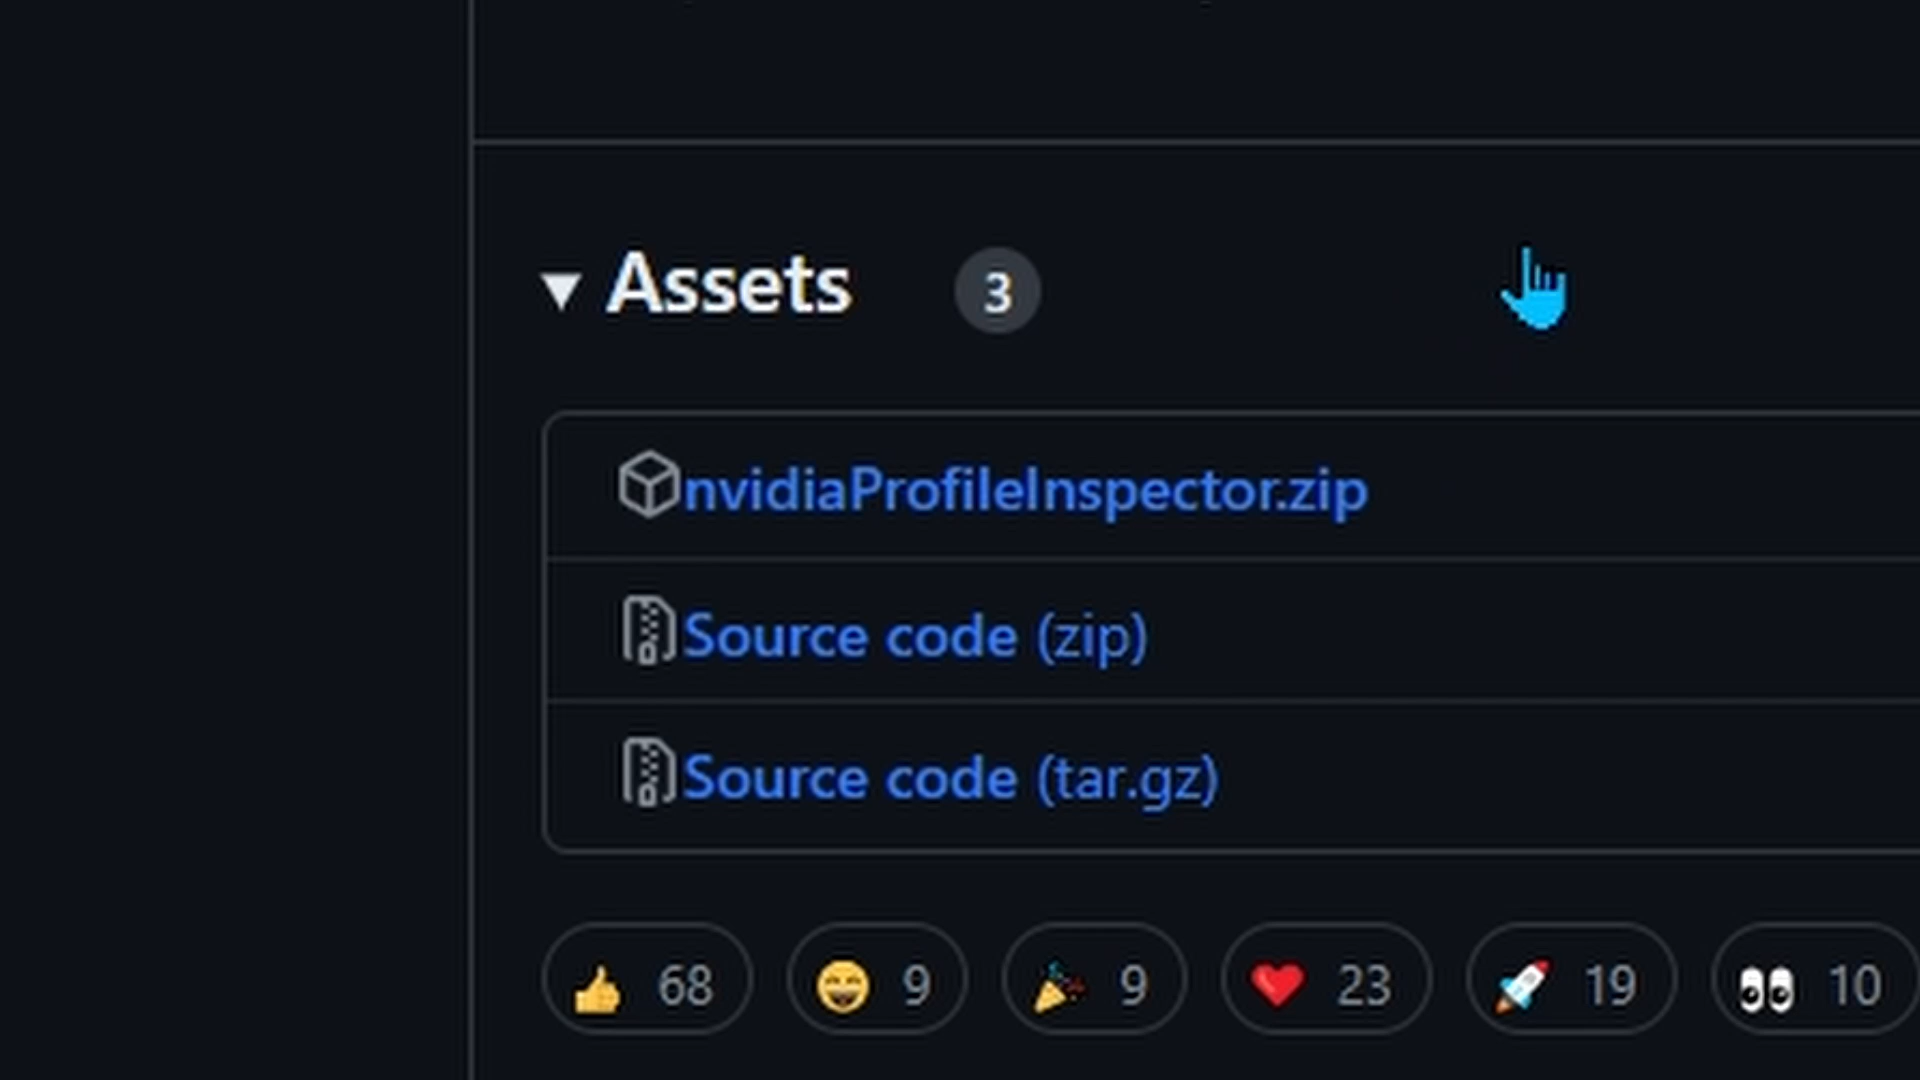 Assets 3
nvidiaProfileInspector.zip
Source code (zip)
Source code (tar.gz)
68 9 9 23 19 10